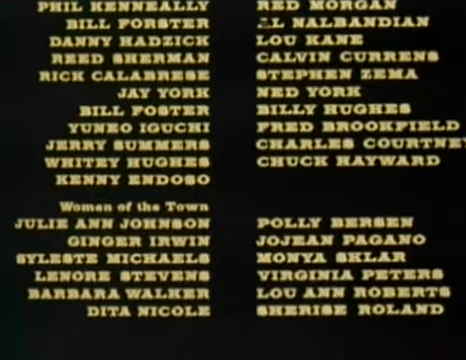 PHIL KENNEALLY RED MORGAN
BILL FORSTER AL NALBANDIAN
DANNY HADZICK LOU KANE
REED SHERMAN CALVIN CURRENS
RICK CALABRESE STEPHEN ZEMA
JAY YORK NED YORK
BILL FOSTER BILLY HUGHES
YUNEO IGUCHI FRED BROOKFIELD
JERRY SUMMERS CHARLES COURTNEY
WHITEY HUGHES CHUCK HAYWARD
KENNY ENDOSO
Women of the Town
JULIE ANN JOHNSON POLLY BERSEN
GINGER IRWIN JOJEAN PAGANO
SYLESTE MICHAELS MONYA SKLAR
LENORE STEVENS VIRGINIA PETERS
BARBARA WALKER LOU ANN ROBERTS
DITA NICOLE SHERISE ROLAND